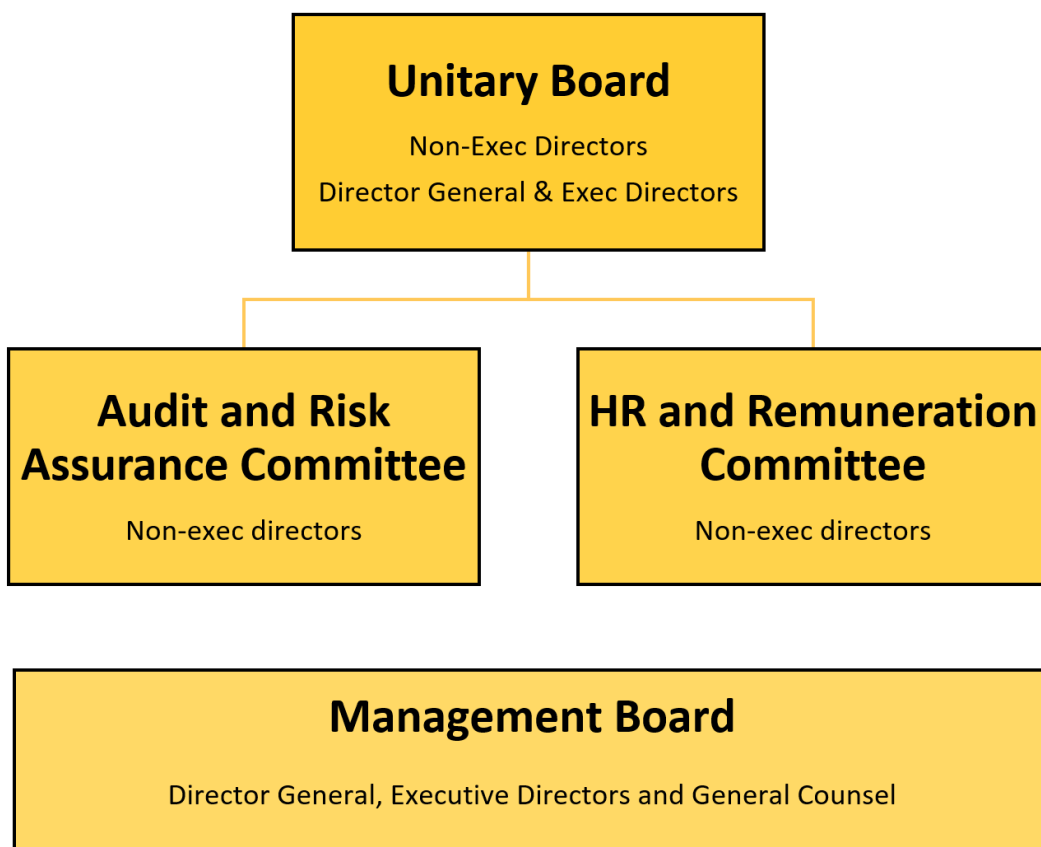 Unitary Board
Non-Exec Directors
Director General & Exec Directors
Audit and Risk
Assurance Committee
Non-exec directors
HR and Remuneration
Committee
Non-exec directors
Management Board
Director General, Executive Directors and General Counsel